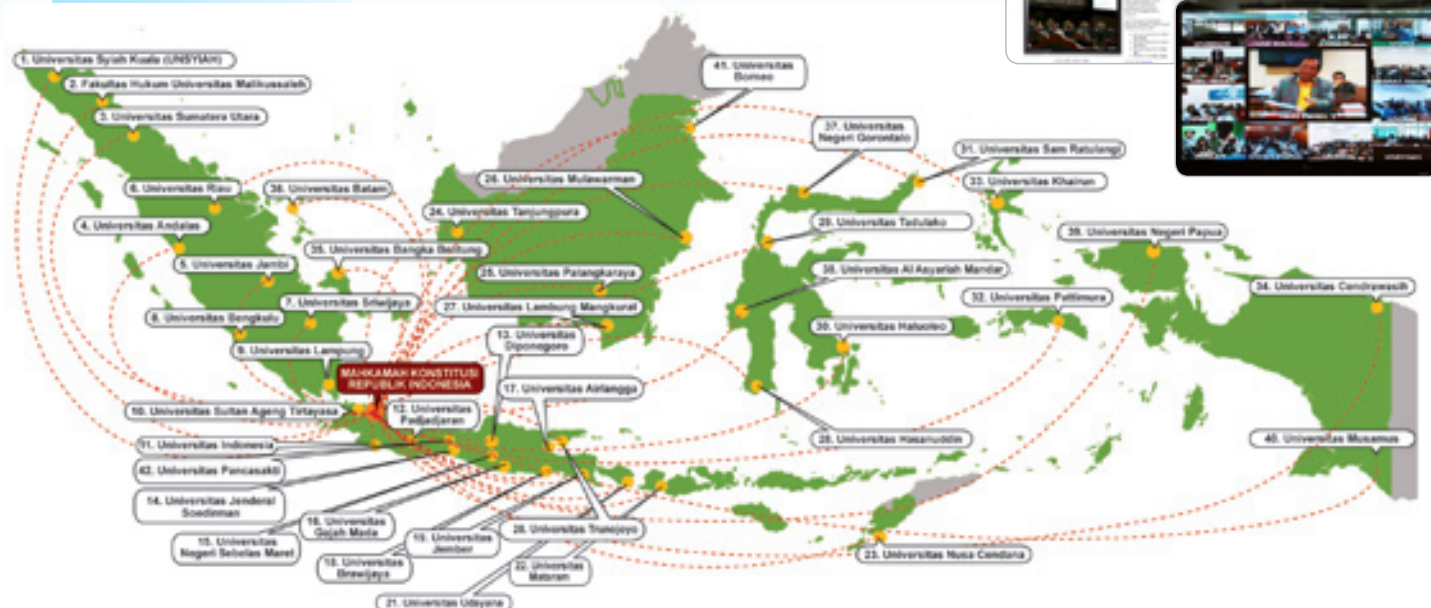 1. Universitas Syiah Kuala (UNSYIAH)
2. Fakultas Hukum Universitas Malikussaleh
3. Universitas Sumatera Utara
41. Universitas
Borneo
37. Universitas
Negeri Gorontalo
31. Universitas Sam Ratulangi
33. Universitas Khairun
26. Universitas Mulawarman
6. Universitas Riau
36. Universitas Batam
4. Universitas Andalas
24. Universitas Tanjungpura
29. Universitas Tadulako
39. Universitas Negeri Papua
35. Universitas Bangka Belitung
5. Universitas Jambi
25. Universitas Palangkaraya
38. Universitas Al Asyariah Mandar
34. Universitas Cendrawasih
7. Universitas Sriwijaya
27. Universitas Lambung Mangkurat
32. Universitas Pattimura
8. Universitas Bengkulu
30. Universitas Haluoleo
13. Universitas
Diponegoro
9. Universitas Lampung
MAHKAMAH KONSTITUSI
REPUBLIK INDONESIA
17. Universitas Airlangga
10. Universitas Sultan Ageng Tirtayasa
12. Universitas
Padjadjaran
28. Universitas Hasanuddin
40. Universitas Musamus
11. Universitas Indonesia
42. Universitas Pancasakti
14. Universitas Jenderal
Soedirman
16. Universitas
Gajah Mada
20. Universitas Trunojoyo
15. Universitas
Negeri Sebelas Maret
19. Universitas
Jember
23. Universitas Nusa Cendana
18. Universitas
Brawijaya
22. Universitas
Mataram
21. Universitas Udayana